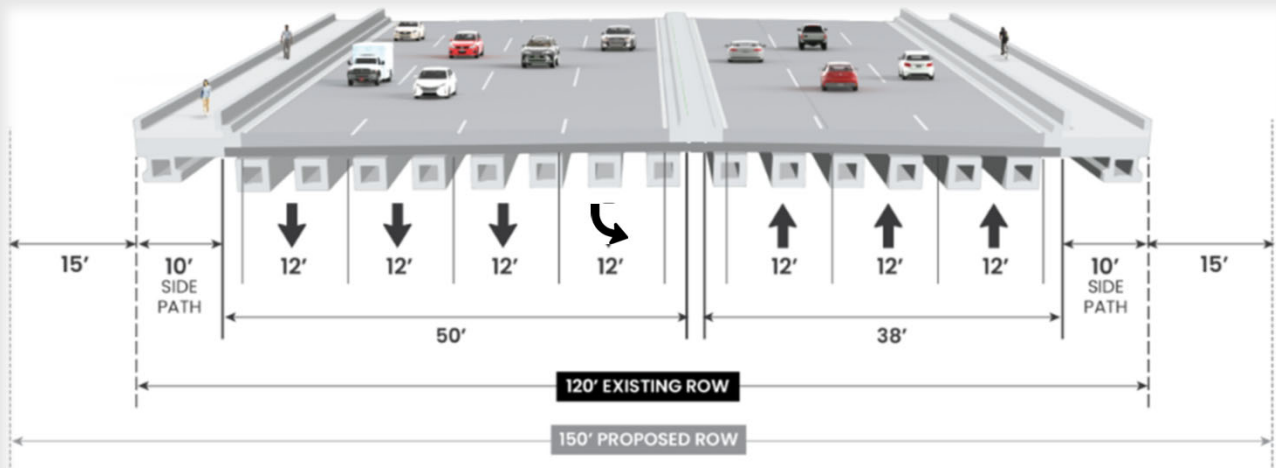 12’ 12’ 12’ 12’ 12’ 12’ 12’
15’ 10’ 10’ 15’
SIDE SIDE
PATH PATH
50’ 38’
120’ EXISTING ROW
150’ PROPOSED ROW